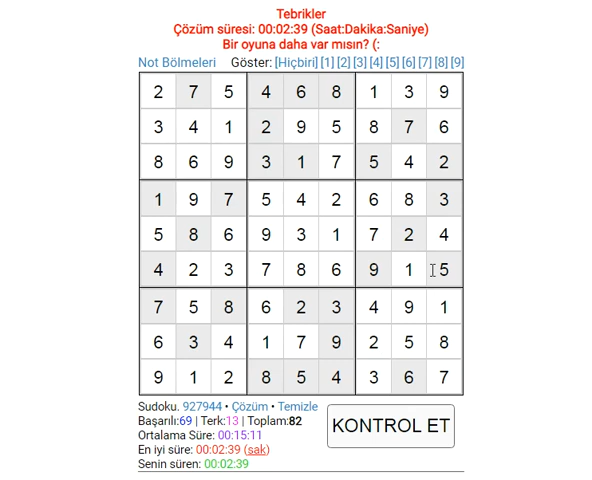 Tebrikler
Çözüm süresi: 00:02:39 (Saat:Dakika:Saniye)
Bir oyuna daha var mısın? (:
Not Bölmeleri Göster: [Hiçbiri] [1] [2] [3] [4] [5] [6] [7] [8] [9]
2 7 5 4 6 8 1 3 9
3 4 1 2 9 5 8 7 6
8 6 9 3 1 7 5 4 2
1 9 7 5 4 2 6 8 3
5 8 6 9 3 1 7 2 4
4 2 3 7 8 6 9 1 5
7 5 8 6 2 3 4 9 1
6 3 4 1 7 9 2 5 8
9 1 2 8 5 4 3 6 7
Sudoku. 927944 • Çözüm • Temizle
Başarılı:69 | Terk:13 | Toplam:82
Ortalama Süre: 00:15:11
En iyi süre: 00:02:39 (sak)
Senin süren: 00:02:39
KONTROL ET